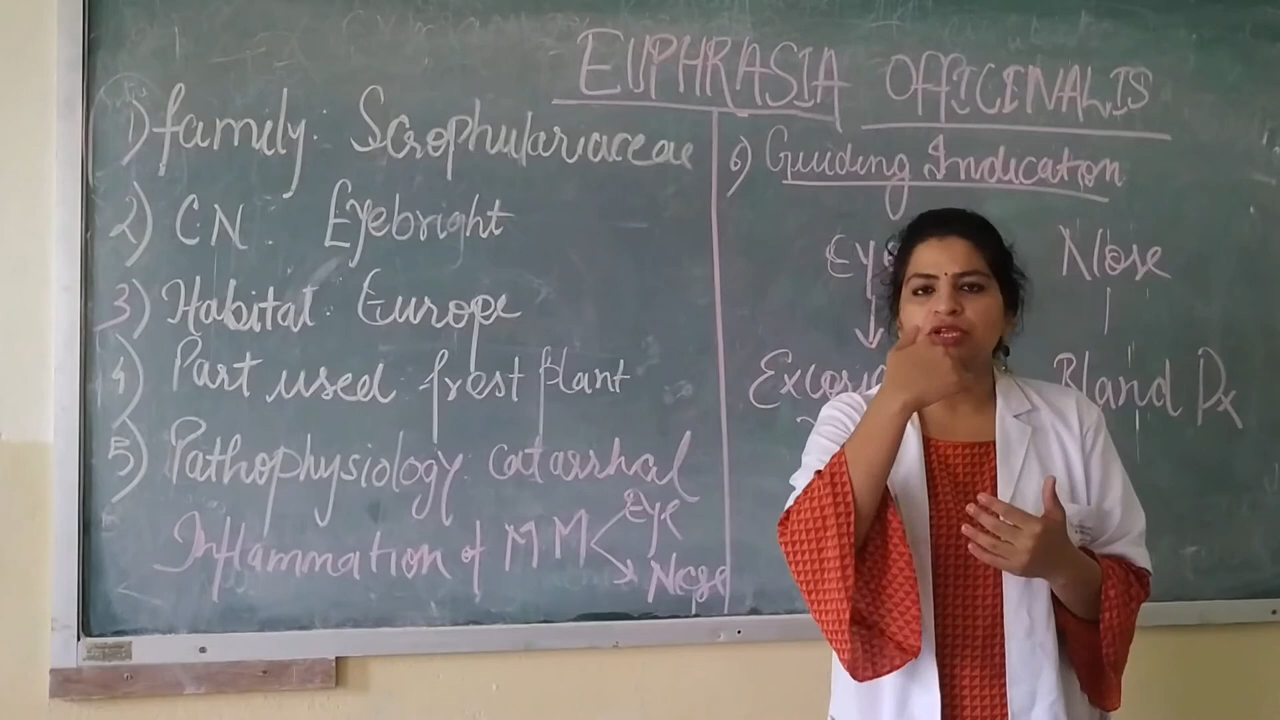 EUPHRASIA OFFICINALIS
1) family: Scrophulariaceae
2) CN. Eyebright
3) Habitat. Europe
4) Part used frest plant
5) Pathophysiology. catarrhal
Inflammation of MM
Eye
Nose
6) Guiding Indication
Nose
Bland Dx